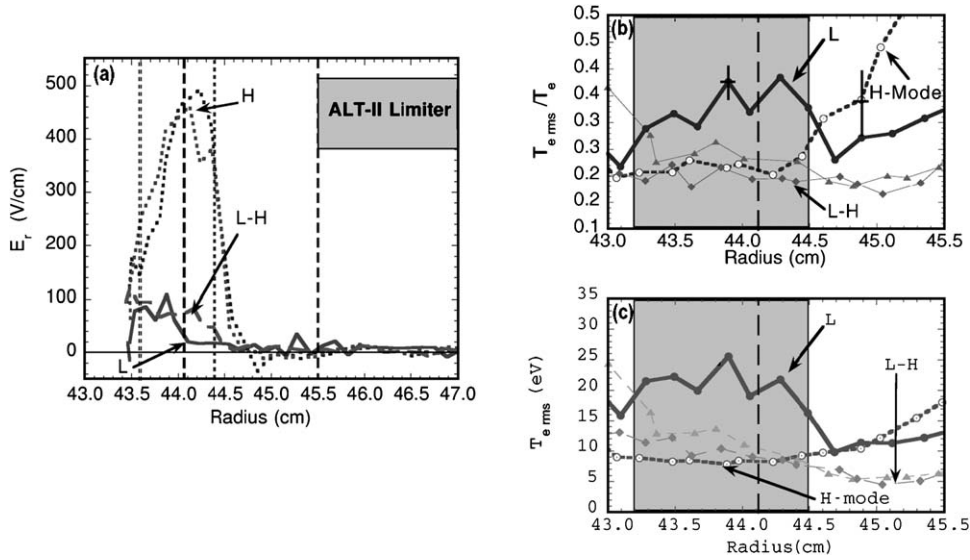 (a)
E_r (V/cm)
500
400
300
200
100
0
H
ALT-II Limiter
L-H
L
43.0 43.5 44.0 44.5 45.0 45.5 46.0 46.5 47.0
Radius (cm)
(b)
T_e rms /T_e
0.5
0.4
0.4
0.3
0.3
0.2
0.2
0.1
0.1
L
H-Mode
L-H
43.0 43.5 44.0 44.5 45.0 45.5
Radius (cm)
(c)
T_e rms (eV)
35
30
25
20
15
10
5
0
L
L-H
H-mode
43.0 43.5 44.0 44.5 45.0 45.5
Radius(cm)